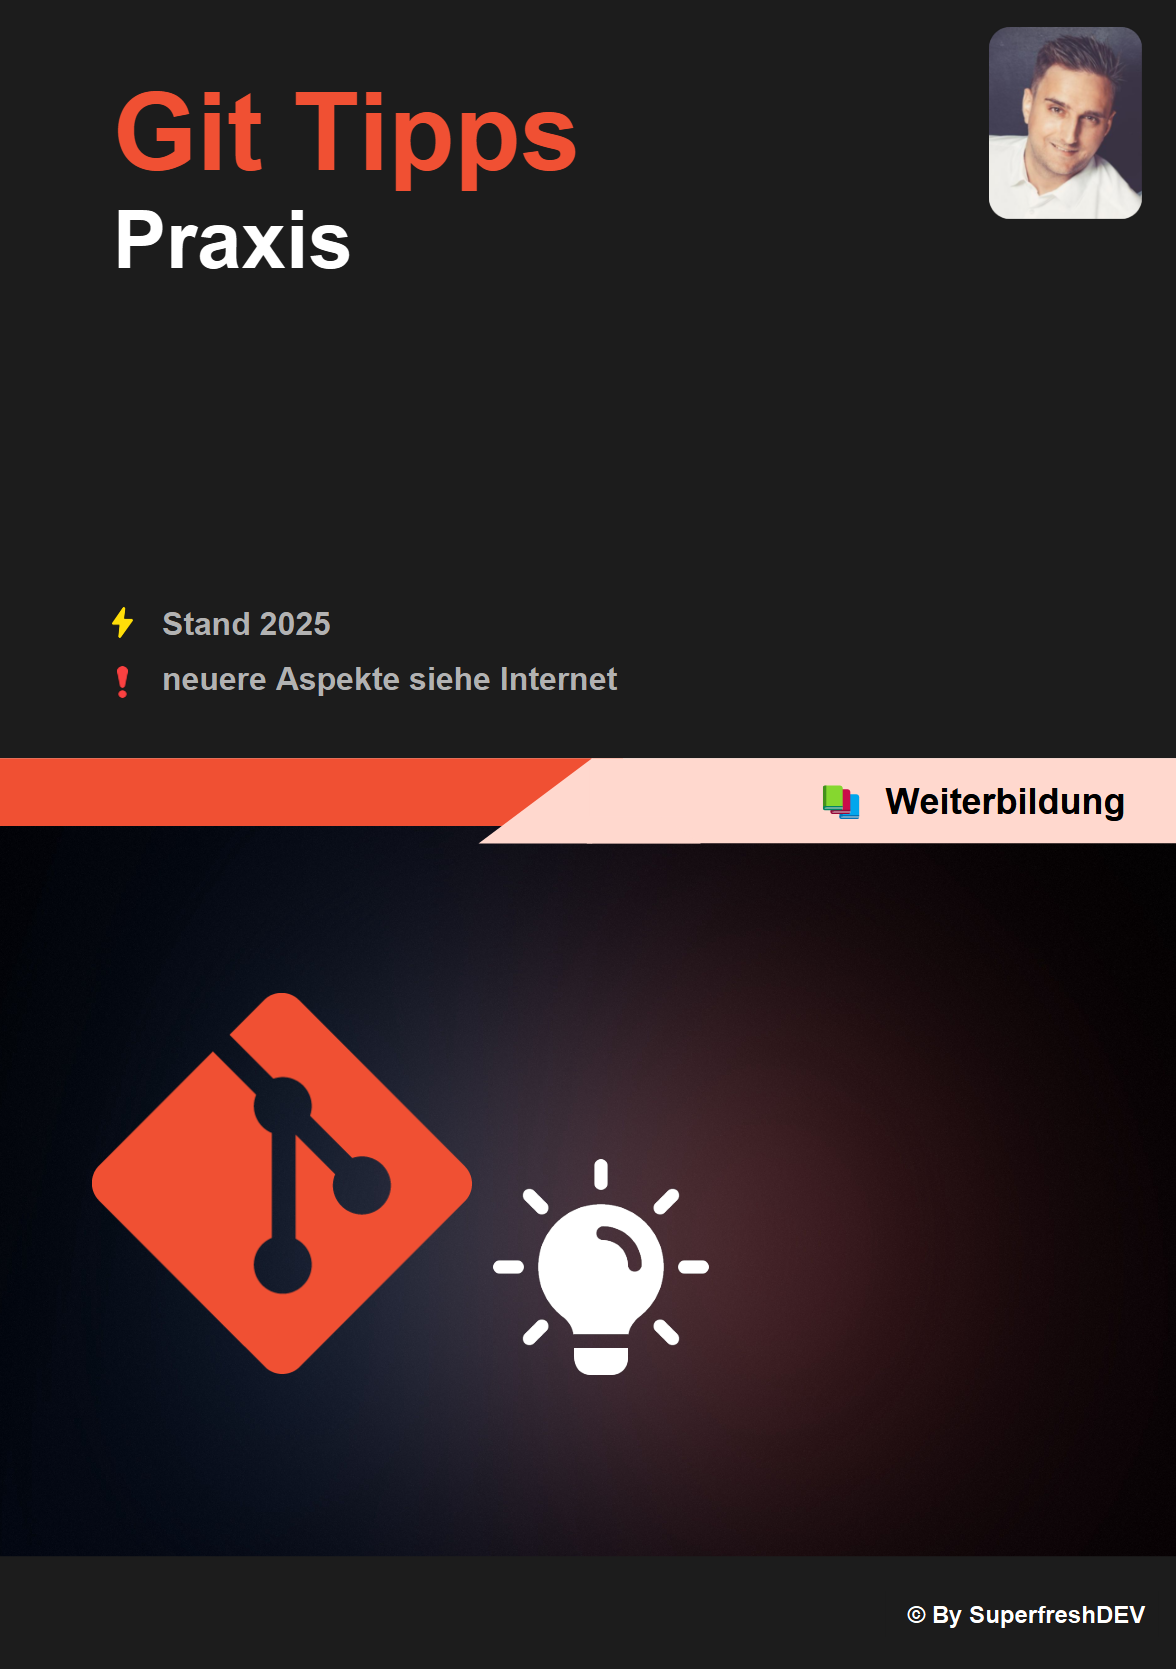 Git Tipps
Praxis
Stand 2025
neuere Aspekte siehe Internet
Weiterbildung
© By SuperfreshDEV